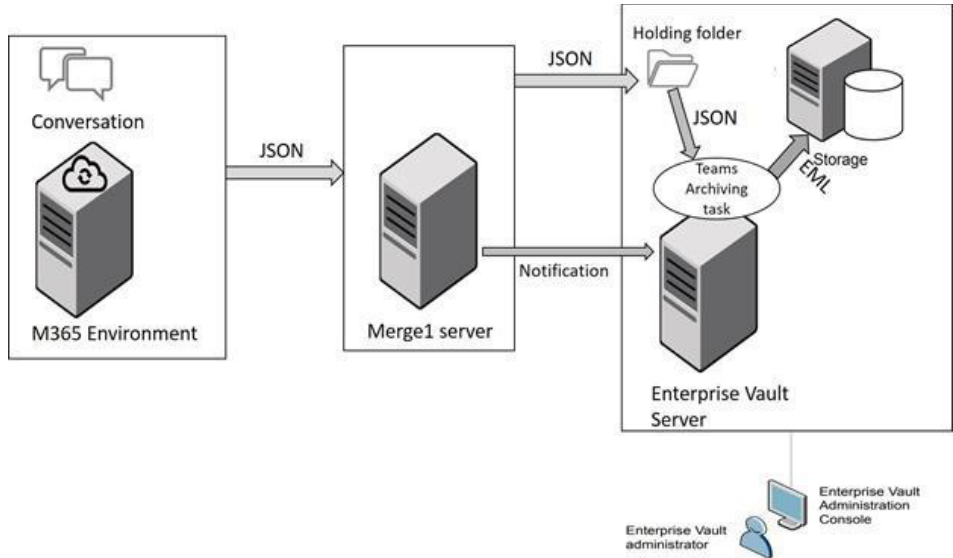 Conversation
M365 Environment
JSON
Merge1 server
JSON
Notification
Holding folder
JSON
Teams
Archiving
task
EML
Storage
Enterprise Vault
Server
Enterprise Vault
Administration
Console
Enterprise Vault
administrator